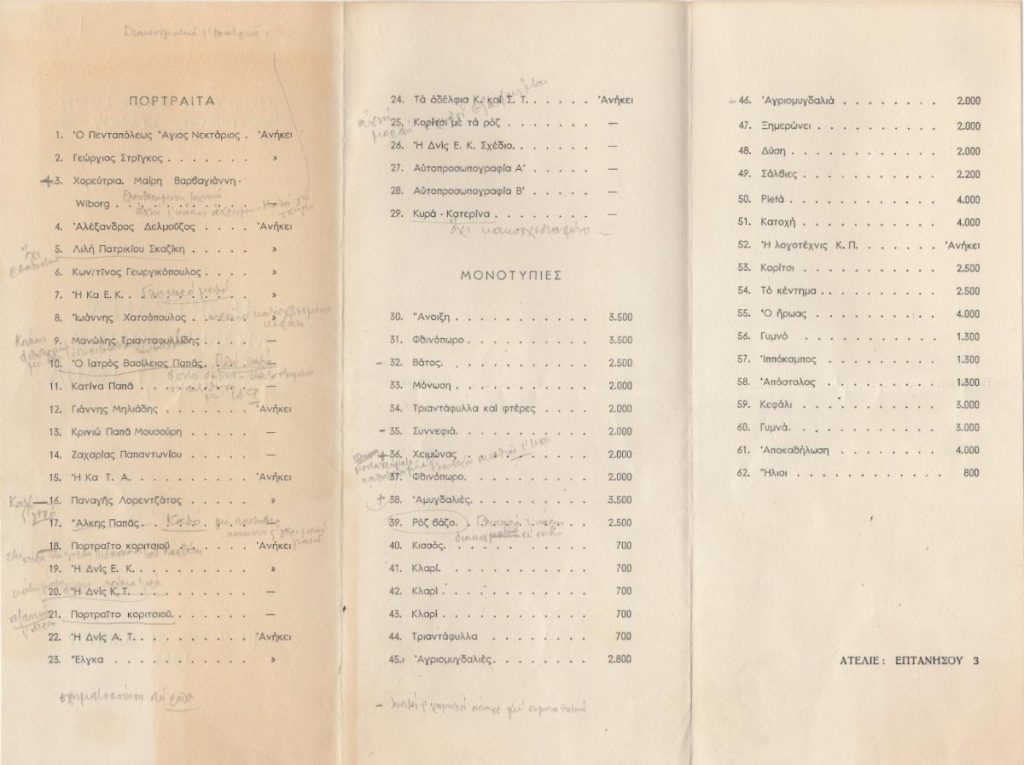 ΠΟΡΤΡΑΙΤΑ
1. Ὁ Πενταπόλεως Ἅγιος Νεκτάριος . Ἀνήκει
2. Γεώργιος Στρῖγκος . . . . . . . »
3. Χορεύτρια. Μαίρη Βαρβαγιάννη -
Wiborg
4. Ἀλέξανδρος Δελμοῦζος . . . . Ἀνήκει
5. Λιλὴ Πατρικίου Σκαζίκη . . . . . »
6. Κων/τῖνος Γεωργικόπουλος . . . . »
7. Ἡ Κα Ε. Κ. . . . . . . . . »
8. Ἰωάννης Χατσόπουλος . . . . »
9. Μανώλης Τριανταφυλλίδης . . . . —
10. Ὁ ἰατρὸς Βασίλειος Παπᾶς. . . . —
11. Κατίνα Παπᾶ . . . . . . . —
12. Γιάννης Μηλιάδης . . . . . . Ἀνήκει
13. Κρινιὼ Παπᾶ Μουσούρη . . . . . —
14. Ζαχαρίας Παπαντωνίου . . . . . —
15. Ἡ Κα Τ. Α. . . . . . . . Ἀνήκει
16. Παναγῆς Λορεντζᾶτος . . . . . »
17. Ἄλκης Παπᾶς. . Καλό
18. Πορτραῖτο κοριτσιοῦ . . . . . Ἀνήκει
19. Ἡ Δνὶς Ε. Κ. . . . . . . . »
20. Ἡ Δνὶς Κ.Τ. . . . . . . . —
21. Πορτραῖτο κοριτσιοῦ. . . . . . —
22. Ἡ Δνὶς Α. Τ. . . . . . . . Ἀνήκει
23. Ἔλγκα . . . . . . . . . »
24. Τὰ ἀδέλφια Κ. καὶ Σ. Τ. . . . . . Ἀνήκει
25. Κορίτσι μὲ τὰ ρὸζ . . . . . . —
26. Ἡ Δνὶς Ε. Κ. Σχέδιο. . . . . . —
27. Αὐτοπροσωπογραφία Α' . . . . . —
28. Αὐτοπροσωπογραφία Β' . . . . . —
29. Κυρὰ - Κατερίνα . . . . . . —
ΜΟΝΟΤΥΠΙΕΣ
30. Ἄνοιξη . . . . . . . . . 3.500
31. Φθινόπωρο. . . . . . . . . 3.500
32. Βάτος. . . . . . . . . . 2.500
33. Μόνωση . . . . . . . . . 2.000
34. Τριαντάφυλλα καὶ φτέρες . . . . 2.000
35. Συννεφιά. . . . . . . . . 2.000
36. Χειμώνας . . . . . . . . 2.000
37. Φθινόπωρο. . . . . . . . . 2.000
38. Ἀμυγδαλιές. . . . . . . . . 3.500
39. Ρὸζ βάζο. . . . . . . . . 2.500
40. Κισσός. . . . . . . . . . 700
41. Κλαρί. . . . . . . . . . 700
42. Κλαρὶ . . . . . . . . . 700
43. Κλαρὶ . . . . . . . . . 700
44. Τριαντάφυλλα . . . . . . . 700
45. Ἀγριομυγδαλιές. . . . . . . . 2.800
46. Ἀγριομυγδαλιὰ . . . . . . . 2.000
47. Ξημερώνει . . . . . . . . 2.000
48. Δύση . . . . . . . . . . 2.000
49. Σάλβιες . . . . . . . . . 2.200
50. Pietà . . . . . . . . . . 4.000
51. Κατοχὴ . . . . . . . . . 4.000
52. Ἡ λογοτέχνις Κ. Π. . . . . . . Ἀνήκει
53. Κορίτσι . . . . . . . . . 2.500
54. Τὸ κέντημα . . . . . . . . 2.500
55. Ὁ ἥρωας . . . . . . . . . 4.000
56. Γυμνὸ . . . . . . . . . 1.300
57. Ἱππόκαμπος . . . . . . . . 1.300
58. Ἀπόστολος . . . . . . . . 1.300
59. Κεφάλι . . . . . . . . . 3.000
60. Γυμνά. . . . . . . . . . 3.000
61. Ἀποκαθήλωση . . . . . . . 4.000
62. Ἥλιοι . . . . . . . . . 800
ΑΤΕΛΙΕ: ΕΠΤΑΝΗΣΟΥ 3